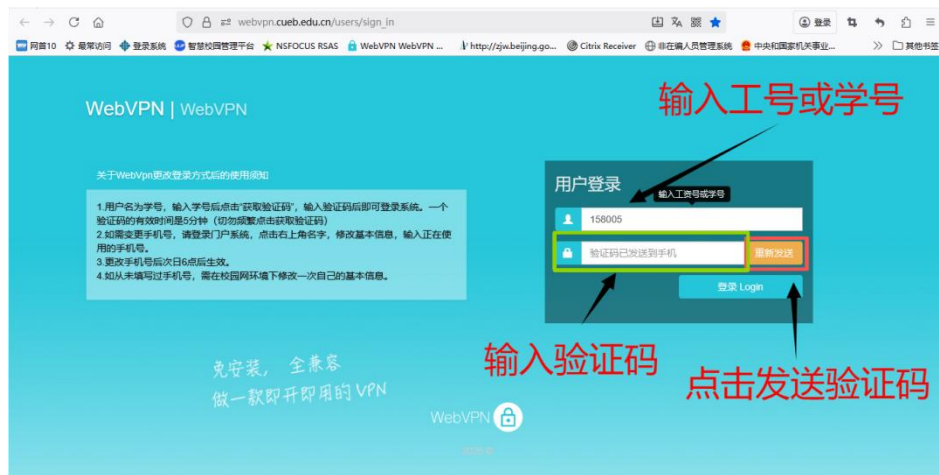 webvpn.cueb.edu.cn/users/sign_in
登录
网首10 最常访问 登录系统 智慧校园管理平台 NSFOCUS RSAS WebVPN WebVPN ... http://zjw.beijing.go... Citrix Receiver 非在编人员管理系统 中央和国家机关事业... 其他书签
WebVPN | WebVPN
输入工号或学号
关于WebVpn更改登录方式后的使用须知
1.用户名为学号，输入学号后点击“获取验证码”，输入验证码后即可登录系统。一个
验证码的有效时间是5分钟（切勿频繁点击获取验证码）
2.如需变更手机号，请登录门户系统，点击右上角名字，修改基本信息，输入正在使
用的手机号。
3.更改手机号后次日6点后生效。
4.如从未填写过手机号，需在校园网环境下修改一次自己的基本信息。
用户登录
输入工资号或学号
158005
验证码已发送到手机
重新发送
登录 Login
输入验证码
点击发送验证码
免安装， 全兼容
做一款即开即用的 VPN
WebVPN